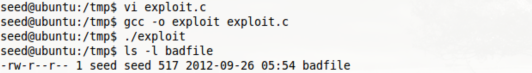 seed@ubuntu:/tmp$ vi exploit.c
seed@ubuntu:/tmp$ gcc -o exploit exploit.c
seed@ubuntu:/tmp$ ./exploit
seed@ubuntu:/tmp$ ls -l badfile
-rw-r--r-- 1 seed seed 517 2012-09-26 05:54 badfile